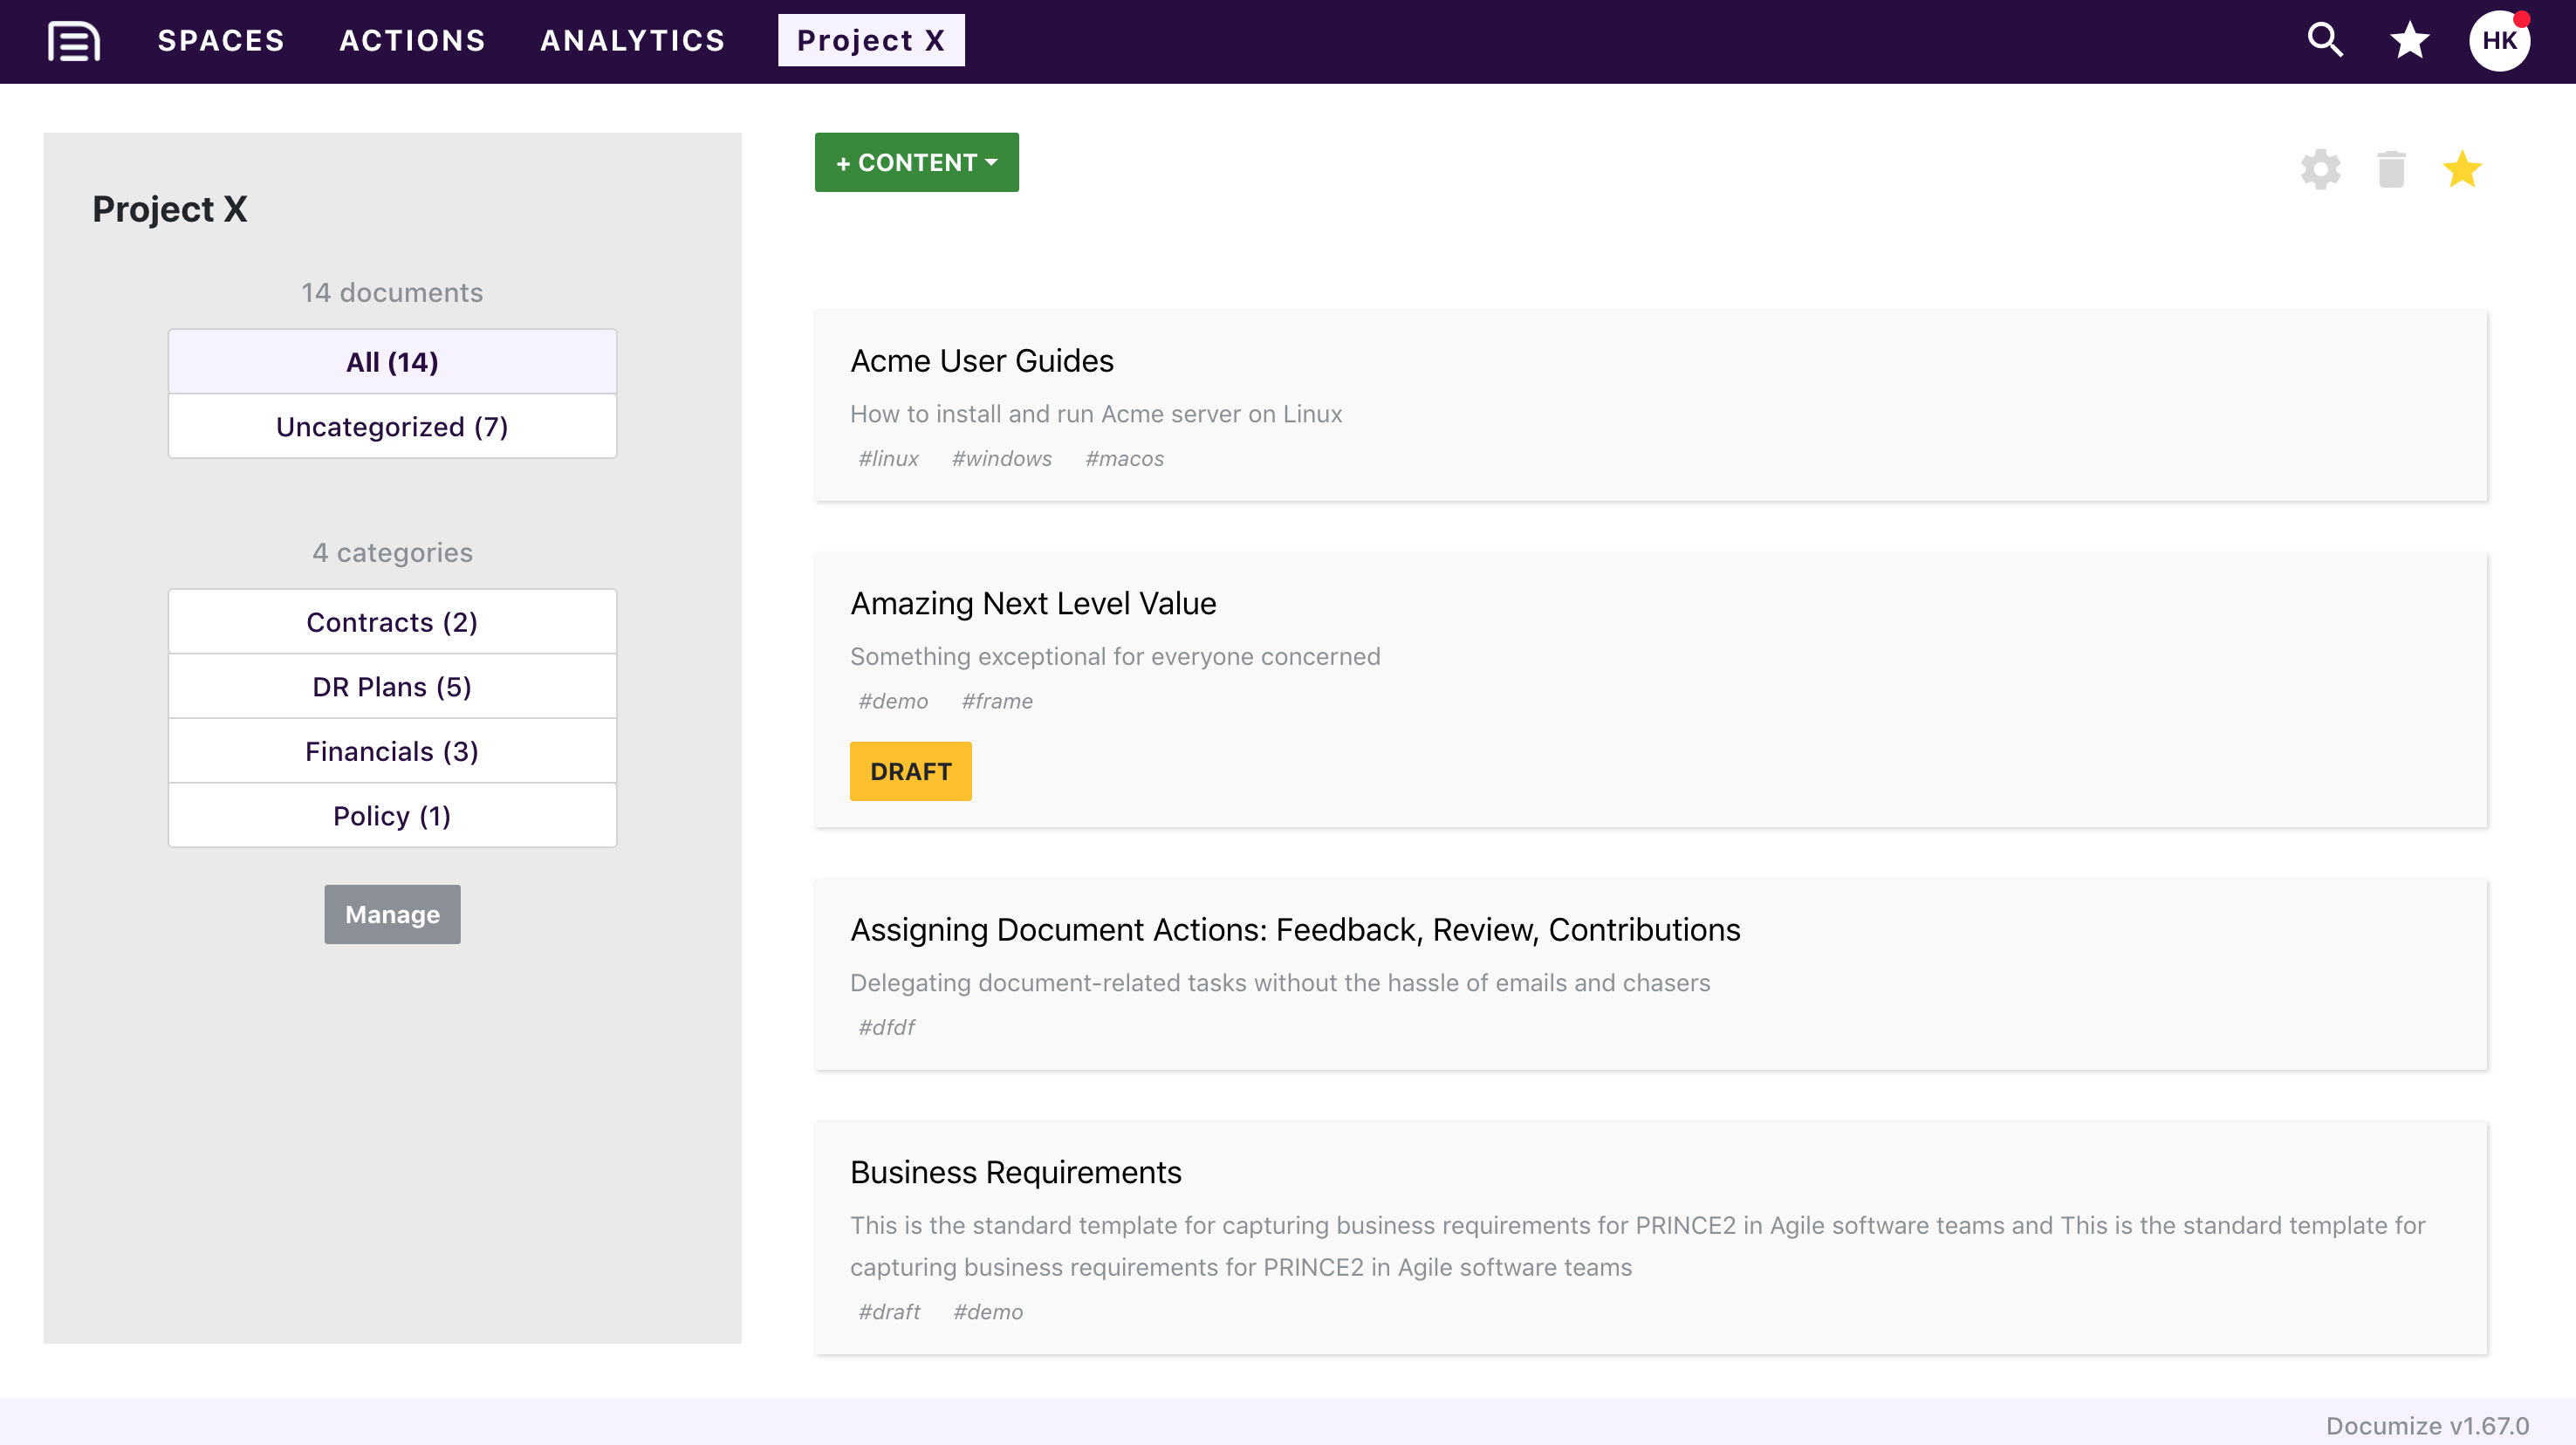 SPACES ACTIONS ANALYTICS Project X HK
Project X
14 documents
All (14)
Uncategorized (7)
4 categories
Contracts (2)
DR Plans (5)
Financials (3)
Policy (1)
Manage
+ CONTENT
Acme User Guides
How to install and run Acme server on Linux
#linux #windows #macos
Amazing Next Level Value
Something exceptional for everyone concerned
#demo #frame
DRAFT
Assigning Document Actions: Feedback, Review, Contributions
Delegating document-related tasks without the hassle of emails and chasers
#dfdf
Business Requirements
This is the standard template for capturing business requirements for PRINCE2 in Agile software teams and This is the standard template for
capturing business requirements for PRINCE2 in Agile software teams
#draft #demo
Documize v1.67.0